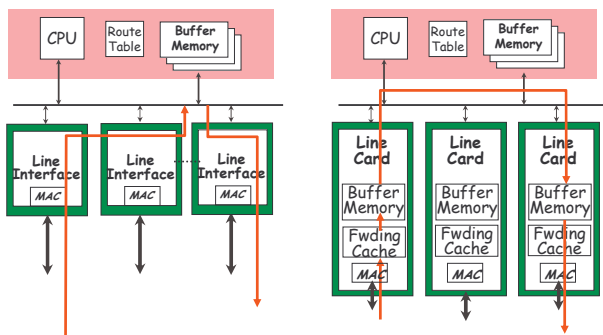 CPU
Route
Table
Buffer
Memory
Line
Interface
MAC
Line
Interface
MAC
Line
Interface
MAC
CPU
Route
Table
Buffer
Memory
Line
Card
Buffer
Memory
Fwding
Cache
MAC
Line
Card
Buffer
Memory
Fwding
Cache
MAC
Line
Card
Buffer
Memory
Fwding
Cache
MAC